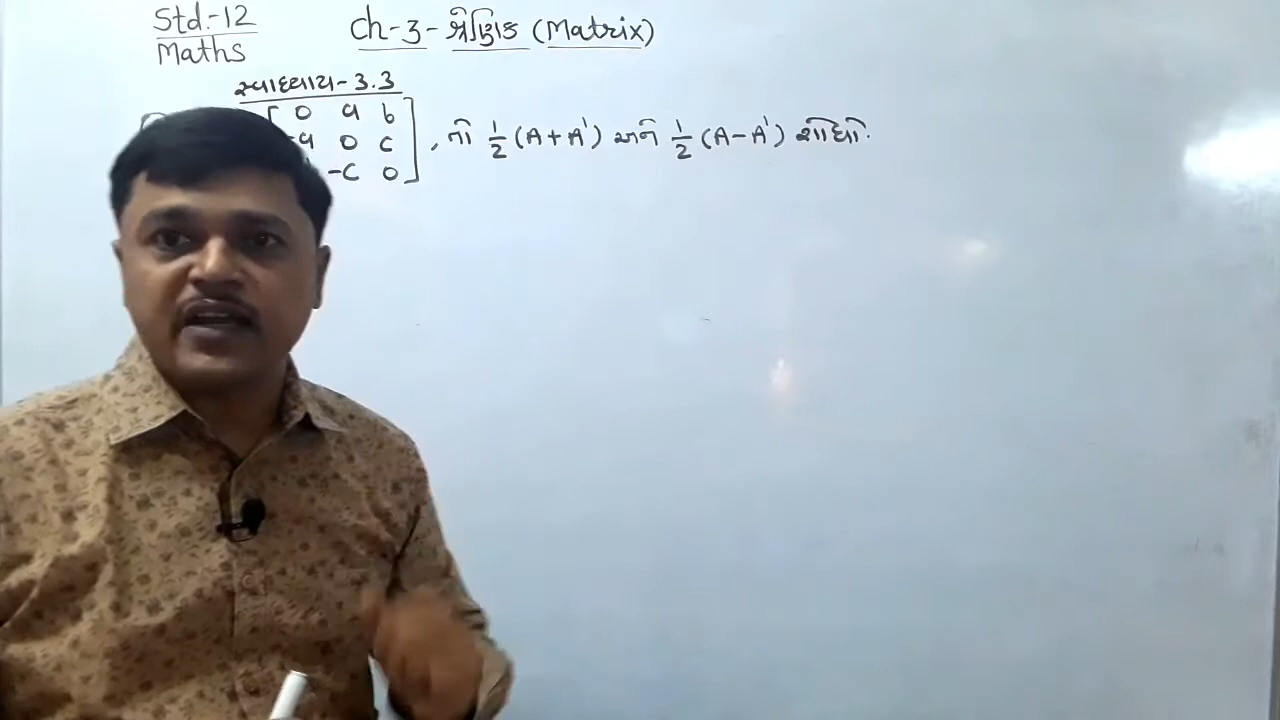 Std.-12
Maths
Ch-3- શ્રેણિક (Matrix)
સ્વાધ્યાય - 3.3
0 a b
-a 0 c , તો 1/2 (A+A') અને 1/2 (A-A') શોધો.
-c 0